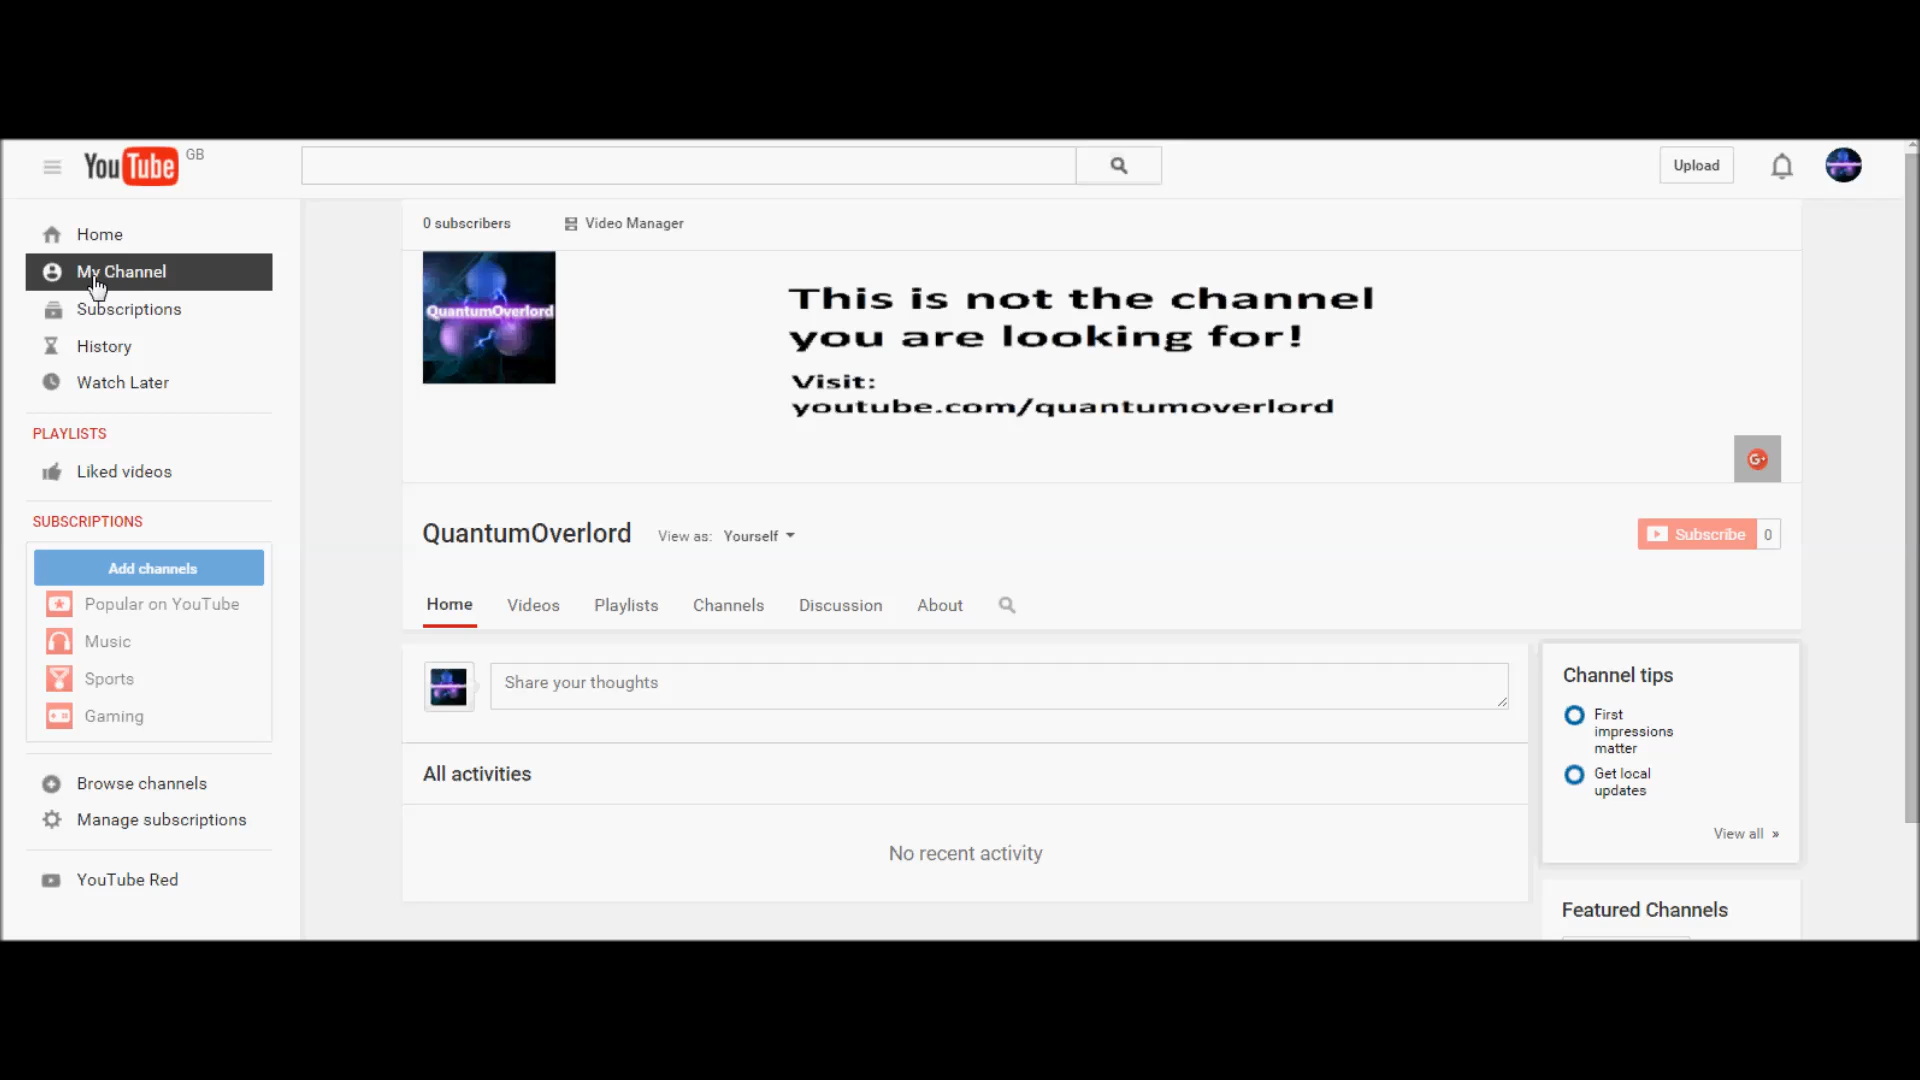 YouTube GB
Upload
Home
My Channel
Subscriptions
History
Watch Later
PLAYLISTS
Liked videos
SUBSCRIPTIONS
Add channels
Popular on YouTube
Music
Sports
Gaming
Browse channels
Manage subscriptions
YouTube Red
0 subscribers
Video Manager
QuantumOverlord
This is not the channel
you are looking for!
Visit:
youtube.com/quantumoverlord
G+
QuantumOverlord
View as: Yourself
Subscribe 0
Home Videos Playlists Channels Discussion About
Share your thoughts
All activities
No recent activity
Channel tips
First
impressions
matter
Get local
updates
View all »
Featured Channels